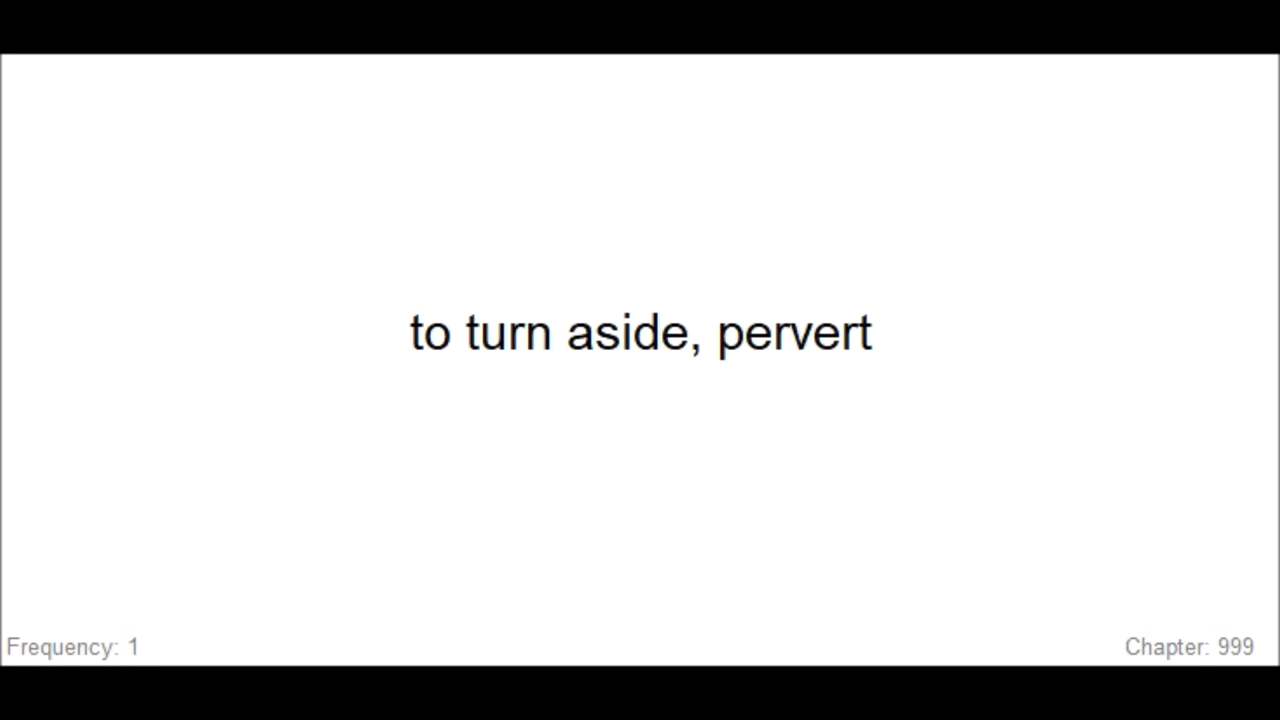 to turn aside, pervert
Frequency: 1
Chapter: 999